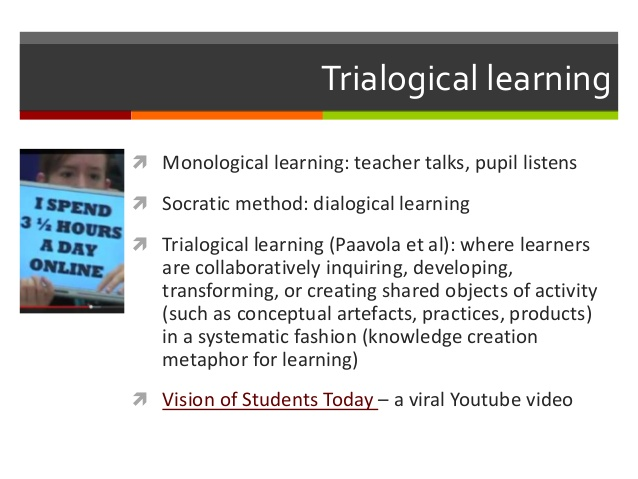 Trialogical learning
I SPEND
3 ½ HOURS
A DAY
ONLINE
Monological learning: teacher talks, pupil listens
Socratic method: dialogical learning
Trialogical learning (Paavola et al): where learners
are collaboratively inquiring, developing,
transforming, or creating shared objects of activity
(such as conceptual artefacts, practices, products)
in a systematic fashion (knowledge creation
metaphor for learning)
Vision of Students Today – a viral Youtube video